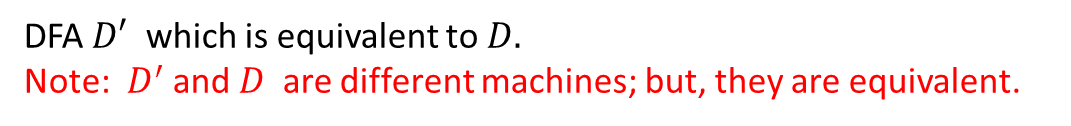 DFA D′ which is equivalent to D.
Note: D′ and D are different machines; but, they are equivalent.